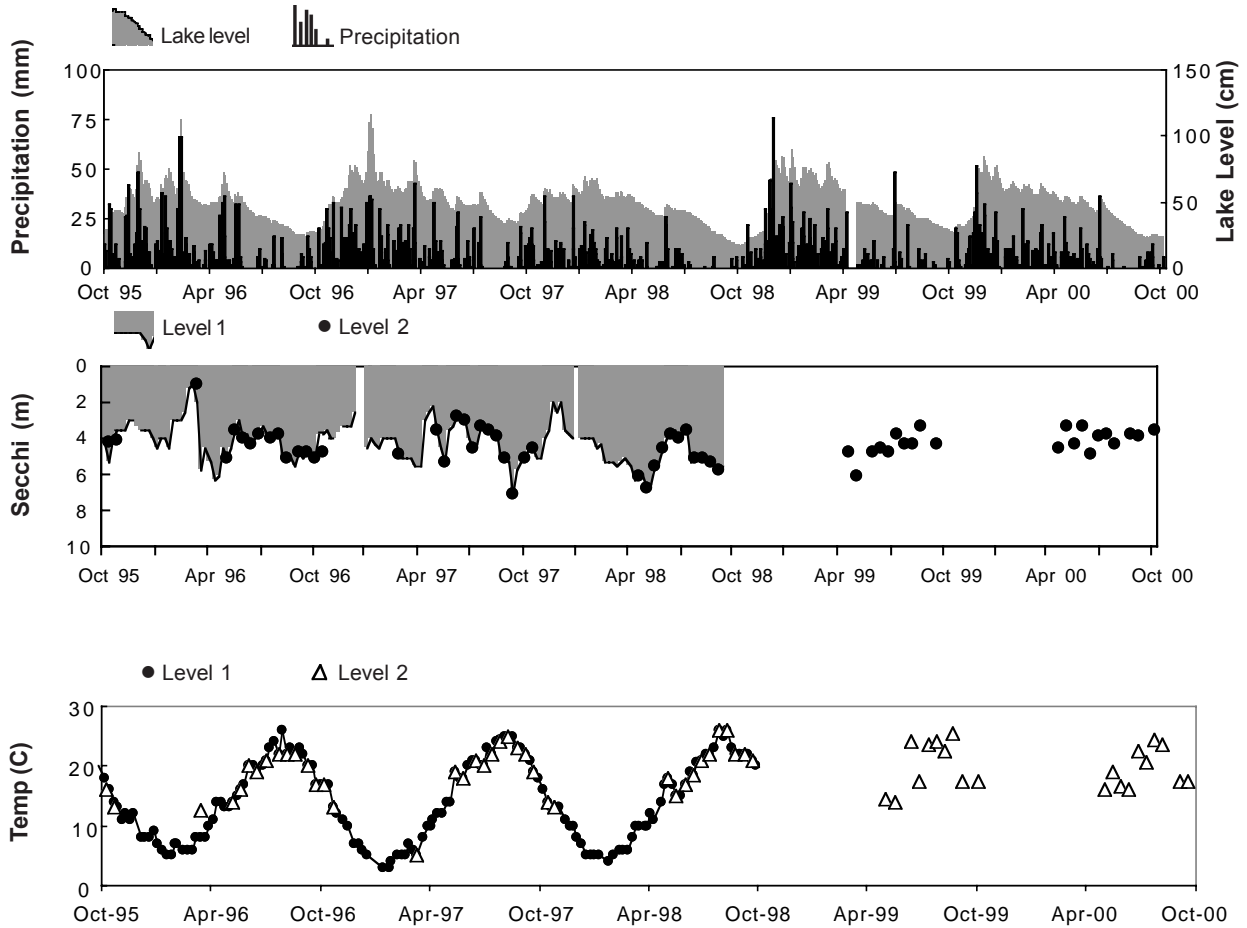 Lake level Precipitation
Precipitation (mm)
Lake Level (cm)
100 150
75 100
50
25 50
0 0
Oct 95 Apr 96 Oct 96 Apr 97 Oct 97 Apr 98 Oct 98 Apr 99 Oct 99 Apr 00 Oct 00
Level 1 Level 2
Secchi (m)
0
2
4
6
8
10
Oct 95 Apr 96 Oct 96 Apr 97 Oct 97 Apr 98 Oct 98 Apr 99 Oct 99 Apr 00 Oct 00
Level 1 Level 2
Temp (C)
30
20
10
0
Oct-95 Apr-96 Oct-96 Apr-97 Oct-97 Apr-98 Oct-98 Apr-99 Oct-99 Apr-00 Oct-00